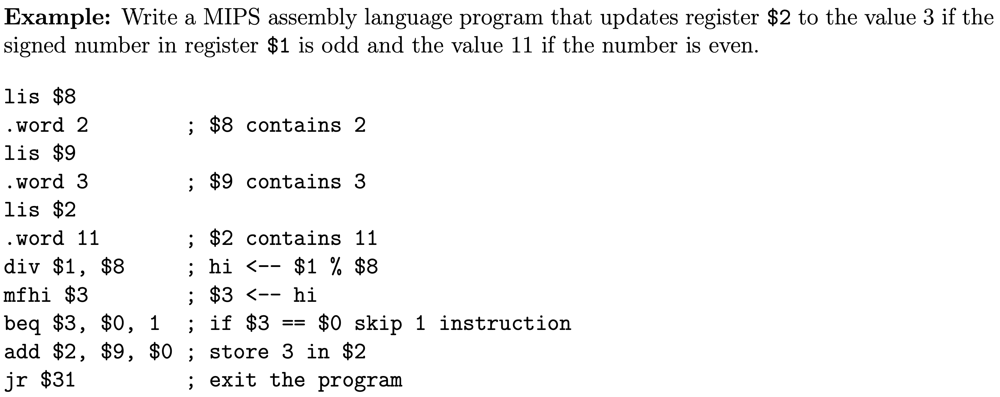 Example: Write a MIPS assembly language program that updates register $2 to the value 3 if the
signed number in register $1 is odd and the value 11 if the number is even.
lis $8
.word 2 ; $8 contains 2
lis $9
.word 3 ; $9 contains 3
lis $2
.word 11 ; $2 contains 11
div $1, $8 ; hi <-- $1 % $8
mfhi $3 ; $3 <-- hi
beq $3, $0, 1 ; if $3 == $0 skip 1 instruction
add $2, $9, $0 ; store 3 in $2
jr $31 ; exit the program